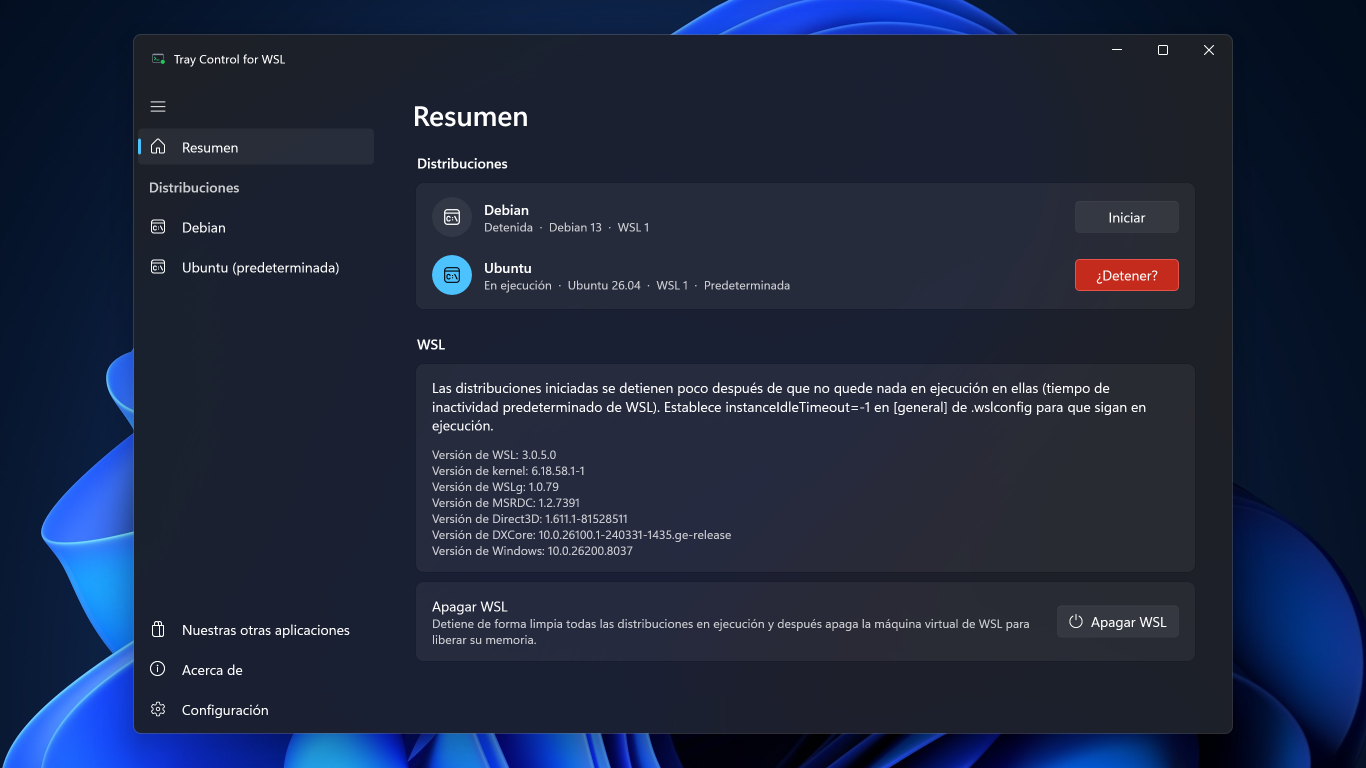 Tray Control for WSL
Resumen
Distribuciones
Debian
Ubuntu (predeterminada)
Nuestras otras aplicaciones
Acerca de
Configuración
Resumen
Distribuciones
Debian
Detenida · Debian 13 · WSL 1
Iniciar
Ubuntu
En ejecución · Ubuntu 26.04 · WSL 1 · Predeterminada
¿Detener?
WSL
Las distribuciones iniciadas se detienen poco después de que no quede nada en ejecución en ellas (tiempo de
inactividad predeterminado de WSL). Establece instanceIdleTimeout=-1 en [general] de .wslconfig para que sigan en
ejecución.
Versión de WSL: 3.0.5.0
Versión de kernel: 6.18.58.1-1
Versión de WSLg: 1.0.79
Versión de MSRDC: 1.2.7391
Versión de Direct3D: 1.611.1-81528511
Versión de DXCore: 10.0.26100.1-240331-1435.ge-release
Versión de Windows: 10.0.26200.8037
Apagar WSL
Detiene de forma limpia todas las distribuciones en ejecución y después apaga la máquina virtual de WSL para
liberar su memoria.
Apagar WSL